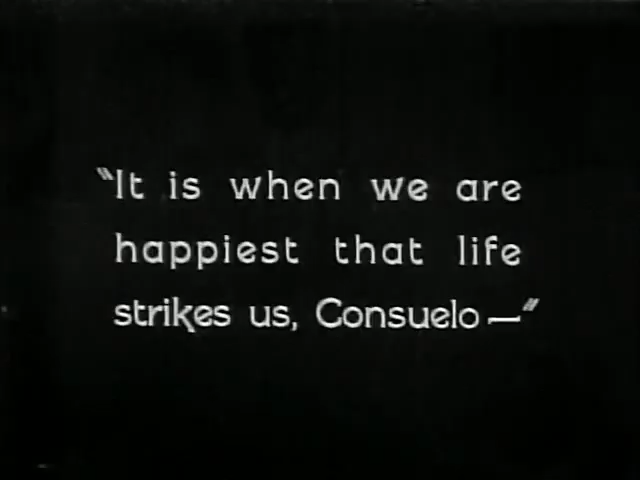 "It is when we are
happiest that life
strikes us, Consuelo—"